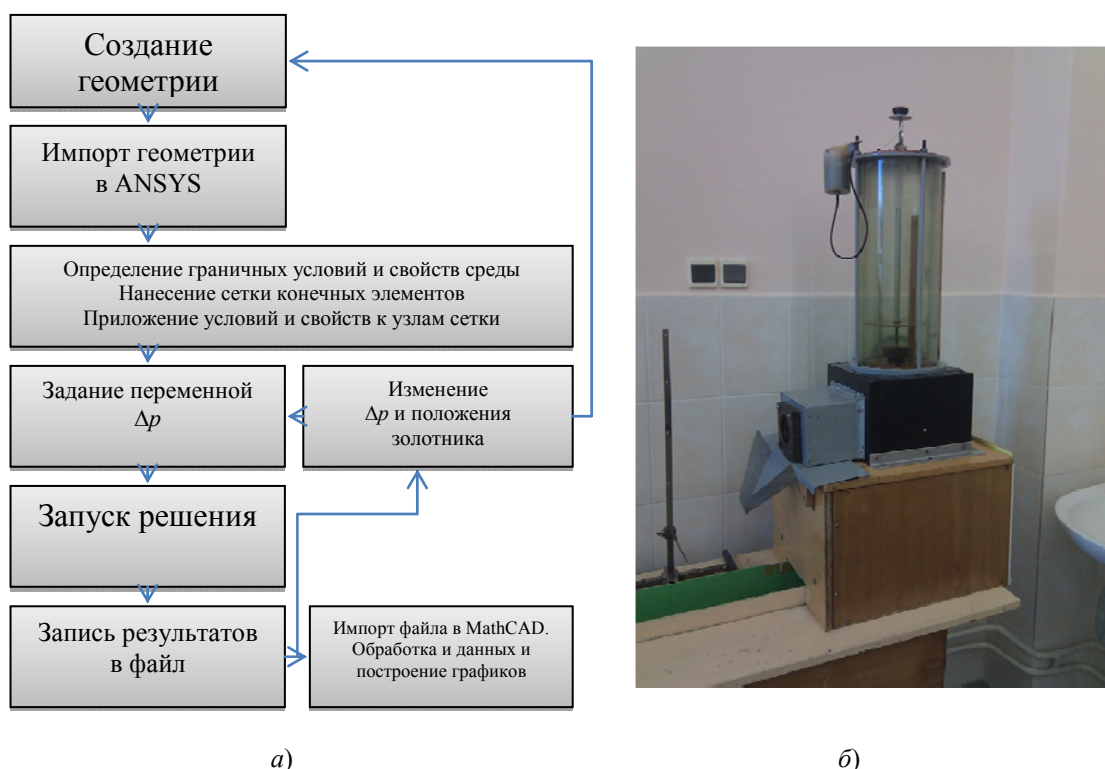 Создание
геометрии
Импорт геометрии
в ANSYS
Определение граничных условий и свойств среды
Нанесение сетки конечных элементов
Приложение условий и свойств к узлам сетки
Задание переменной
Δp
Изменение
Δp и положения
золотника
Запуск решения
Запись результатов
в файл
Импорт файла в MathCAD.
Обработка и данных и
построение графиков
а)
б)